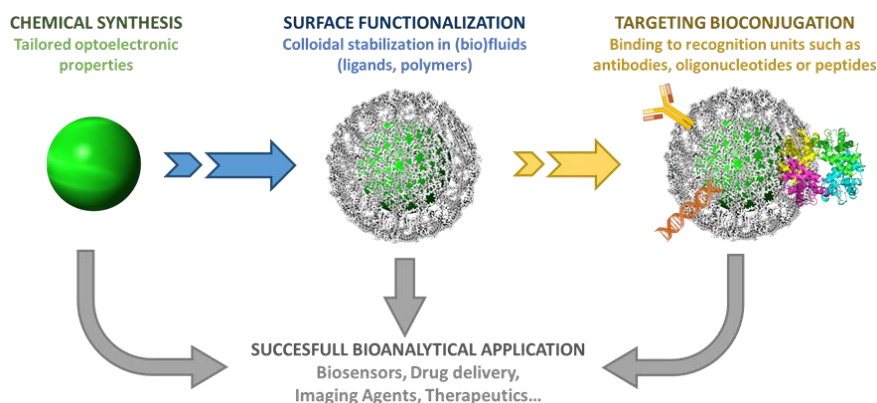 CHEMICAL SYNTHESIS
Tailored optoelectronic
properties
SURFACE FUNCTIONALIZATION
Colloidal stabilization in (bio)fluids
(ligands, polymers)
TARGETING BIOCONJUGATION
Binding to recognition units such as
antibodies, oligonucleotides or peptides
SUCCESFULL BIOANALYTICAL APPLICATION
Biosensors, Drug delivery,
Imaging Agents, Therapeutics...